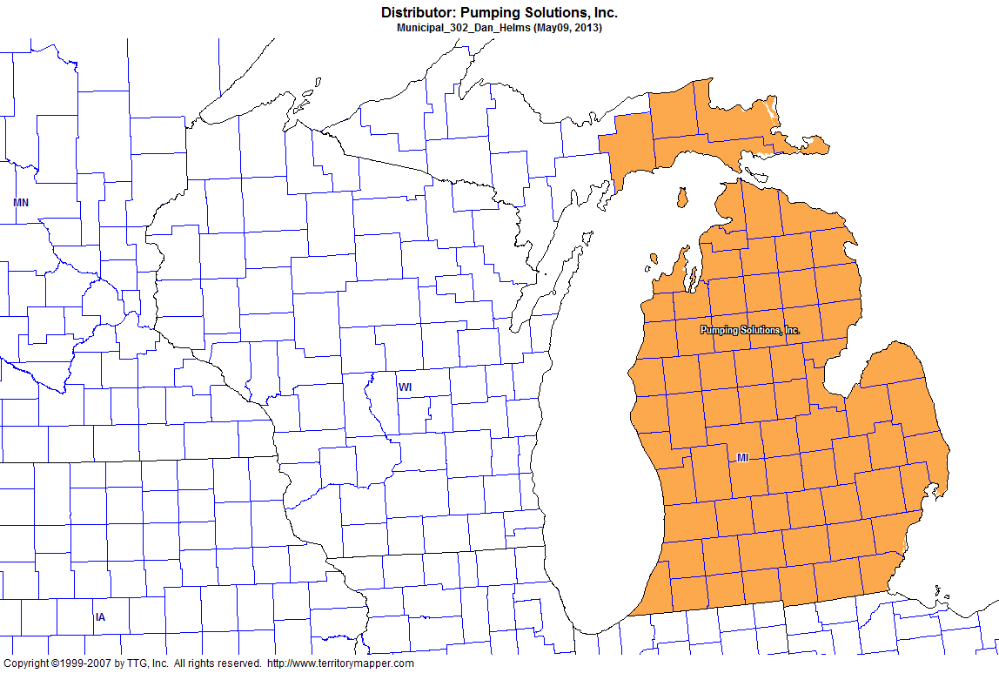 Distributor: Pumping Solutions, Inc.
Municipal_302_Dan_Helms (May09, 2013)
MN
Pumping Solutions, Inc.
WI
MI
IA
Copyright ©1999-2007 by TTG, Inc. All rights reserved. http://www.territorymapper.com